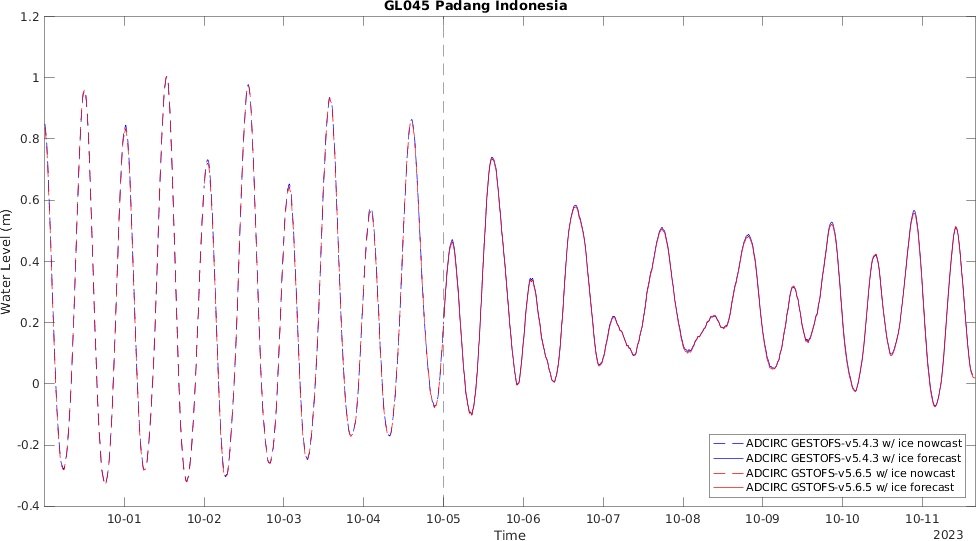 GL045 Padang Indonesia
1.2
1
0.8
0.6
0.4
0.2
0
-0.2
-0.4
Water Level (m)
10-01 10-02 10-03 10-04 10-05 10-06 10-07 10-08 10-09 10-10 10-11
Time
2023
ADCIRC GESTOFS-v5.4.3 w/ ice nowcast
ADCIRC GESTOFS-v5.4.3 w/ ice forecast
ADCIRC GSTOFS-v5.6.5 w/ ice nowcast
ADCIRC GSTOFS-v5.6.5 w/ ice forecast